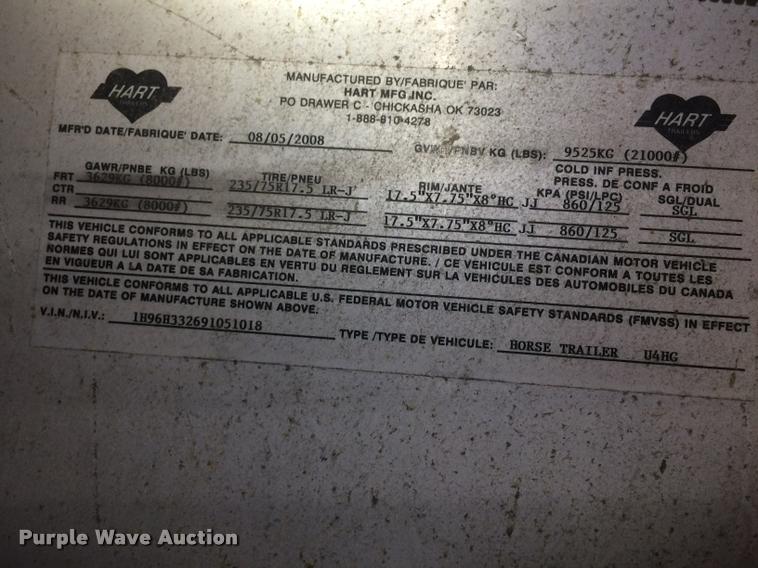 HART
TRAILERS
MANUFACTURED BY/FABRIQUE' PAR:
HART MFG.INC.
PO DRAWER C - CHICKASHA OK 73023
1-888-810-4278
HART
TRAILERS
MFR'D DATE/FABRIQUE' DATE: 08/05/2008
GVWR/PNBV KG (LBS): 9525KG (21000#)
GAWR/PNBE KG (LBS) TIRE/PNEU RIM/JANTE COLD INF PRESS.
PRESS. DE CONF A FROID
KPA (PSI/LPC) SGL/DUAL
FRT 3629KG (8000#) 235/75R17.5 LR-J 17.5"X7.75"X8°HC JJ 860/125 SGL
CTR
RR 3629KG (8000#) 235/75R17.5 LR-J 17.5"X7.75"X8°HC JJ 860/125 SGL
THIS VEHICLE CONFORMS TO ALL APPLICABLE STANDARDS PRESCRIBED UNDER THE CANADIAN MOTOR VEHICLE
SAFETY REGULATIONS IN EFFECT ON THE DATE OF MANUFACTURE. / CE VEHICULE EST CONFORM A TOUTES LES
NORMES QUI LUI SONT APPLICABLES EN VERTU DU REGLEMENT SUR LA VEHICULES DES AUTOMOBILES DU CANADA
EN VIGUEUR A LA DATE DE SA FABRICATION.
THIS VEHICLE CONFORMS TO ALL APPLICABLE U.S. FEDERAL MOTOR VEHICLE SAFETY STANDARDS (FMVSS) IN EFFECT
ON THE DATE OF MANUFACTURE SHOWN ABOVE.
V.I.N./N.I.V.: 1H96H332691051018 TYPE /TYPE DE VEHICULE: HORSE TRAILER U4HG
Purple Wave Auction